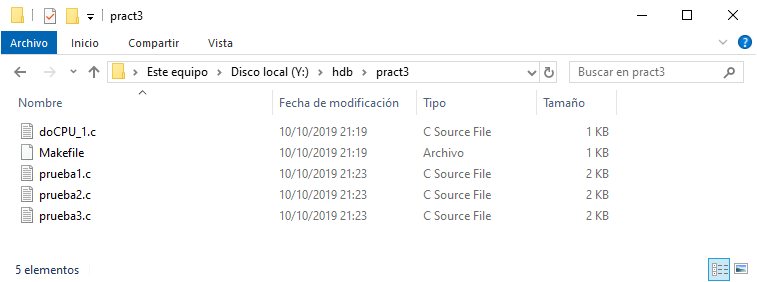 pract3
Archivo Inicio Compartir Vista
Este equipo Disco local (Y:) hdb pract3 Buscar en pract3
Nombre Fecha de modificación Tipo Tamaño
doCPU_1.c 10/10/2019 21:19 C Source File 1 KB
Makefile 10/10/2019 21:19 Archivo 1 KB
prueba1.c 10/10/2019 21:23 C Source File 2 KB
prueba2.c 10/10/2019 21:23 C Source File 2 KB
prueba3.c 10/10/2019 21:23 C Source File 2 KB
5 elementos